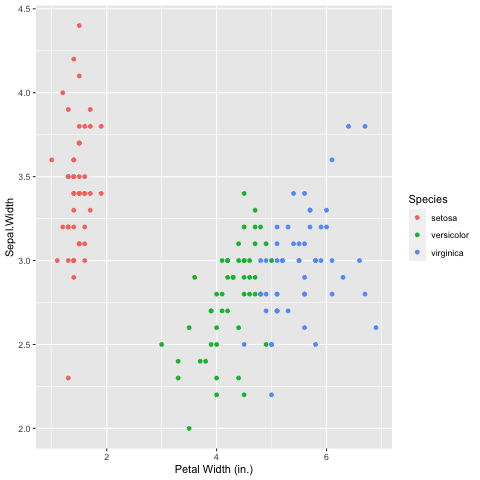 4.5
4.0
3.5
3.0
2.5
2.0
Sepal.Width
2
4
6
Petal Width (in.)
Species
setosa
versicolor
virginica